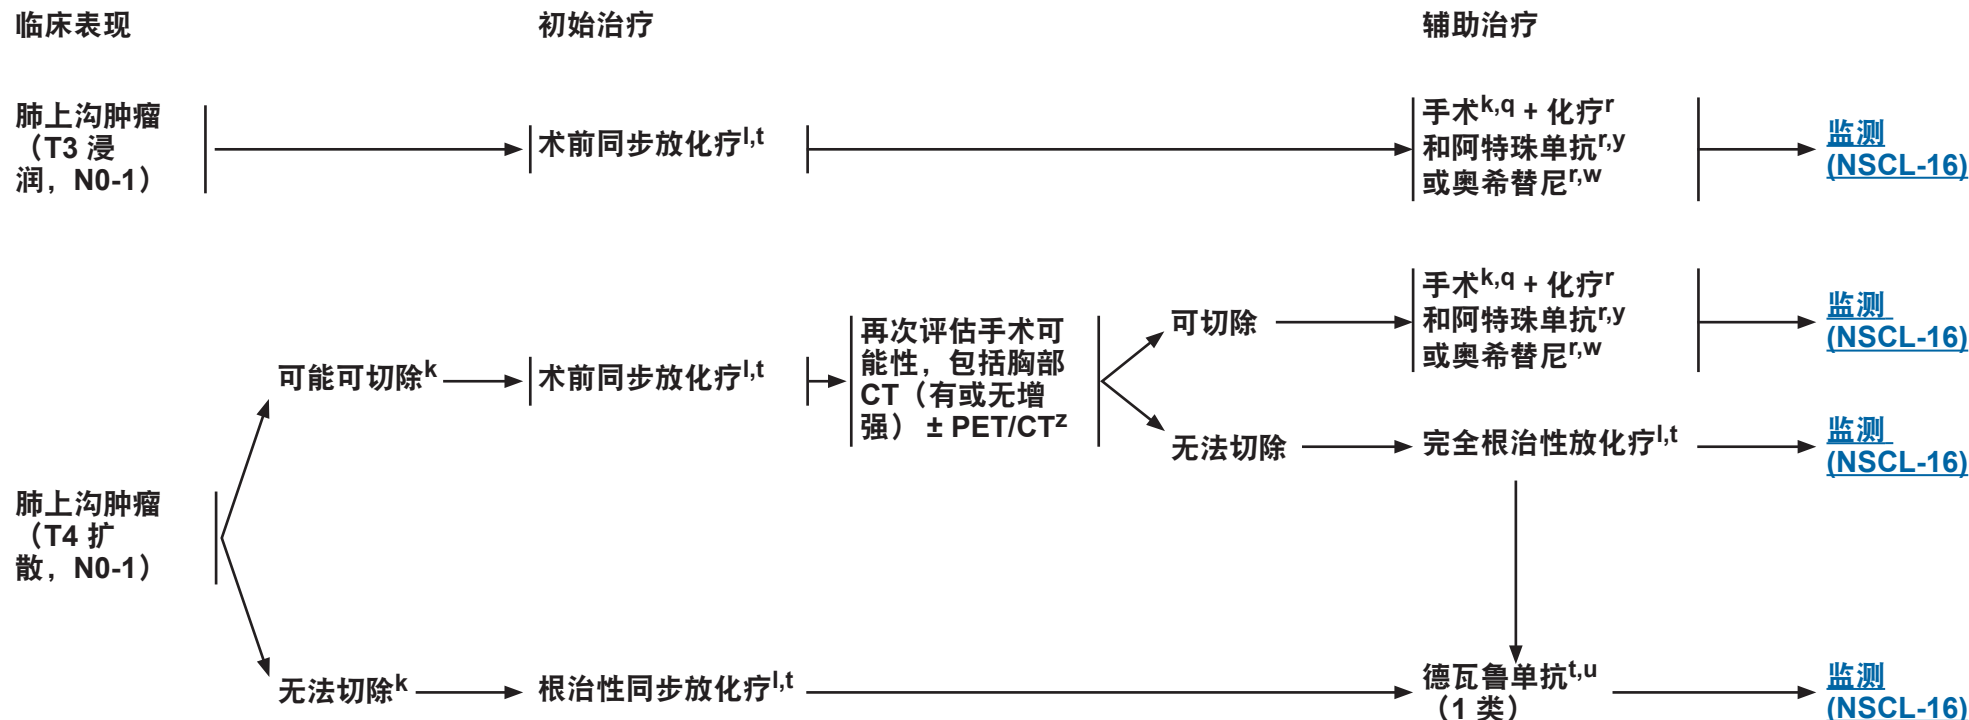 临床表现
初始治疗
辅助治疗
肺上沟肿瘤
（T3 浸
润，N0-1）
术前同步放化疗l,t
手术k,q + 化疗r
和阿特珠单抗r,y
或奥希替尼r,w
监测
(NSCL-16)
肺上沟肿瘤
（T4 扩
散，N0-1）
可能可切除k
术前同步放化疗l,t
再次评估手术可
能性，包括胸部
CT（有或无增
强） ± PET/CTz
可切除
手术k,q + 化疗r
和阿特珠单抗r,y
或奥希替尼r,w
监测
(NSCL-16)
无法切除
完全根治性放化疗l,t
监测
(NSCL-16)
无法切除k
根治性同步放化疗l,t
德瓦鲁单抗t,u
（1 类）
监测
(NSCL-16)